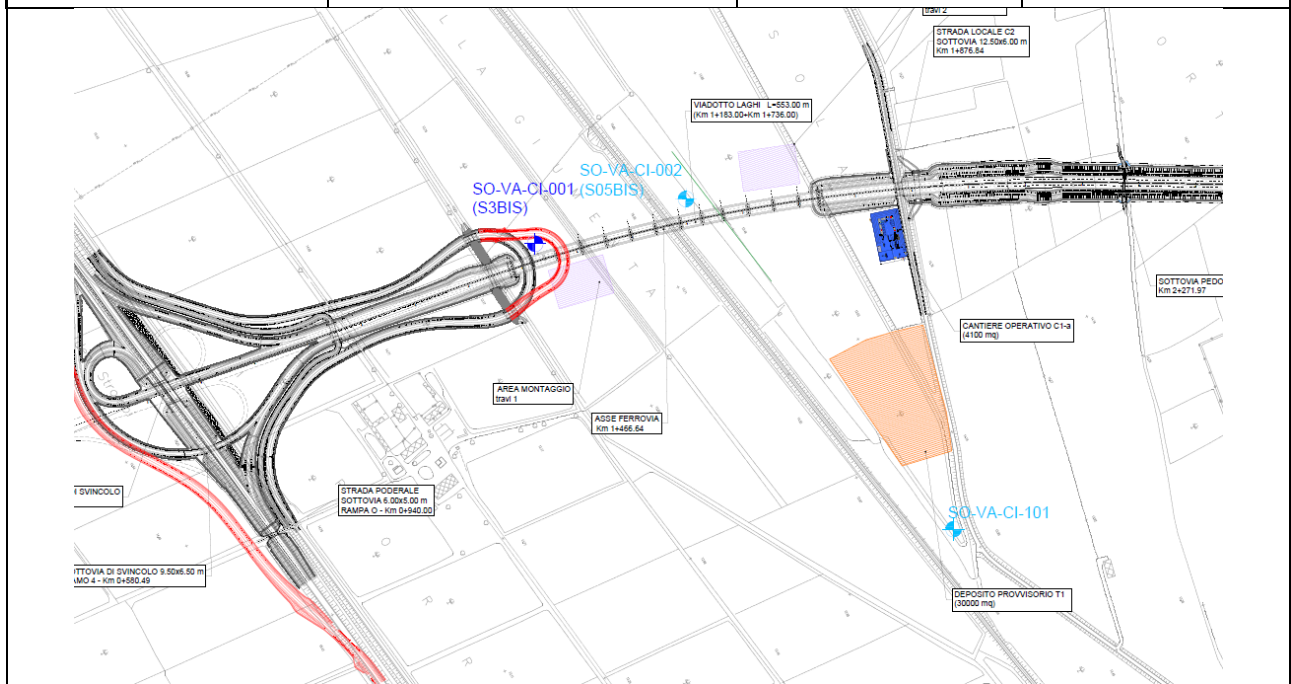 travi 2
STRADA LOCALE C2
SOTTOVIA 12.50x6.00 m
Km 1+876.84
VIADOTTO LAGHI L=553.00 m
(Km 1+183.00÷Km 1+736.00)
SO-VA-CI-002
(S05BIS)
SO-VA-CI-001
(S3BIS)
L A G H E T T A
S O L A
O R
SOTTOVIA PEDO
Km 2+271.97
CANTIERE OPERATIVO C1-a
(4100 mq)
AREA MONTAGGIO
travi 1
ASSE FERROVIA
Km 1+466.64
DI SVINCOLO
STRADA PODERALE
SOTTOVIA 6.00x5.00 m
RAMPA O - Km 0+940.00
SO-VA-CI-101
OTTOVIA DI SVINCOLO 9.50x6.50 m
AMO 4 - Km 0+580.49
DEPOSITO PROVVISORIO T1
(30000 mq)